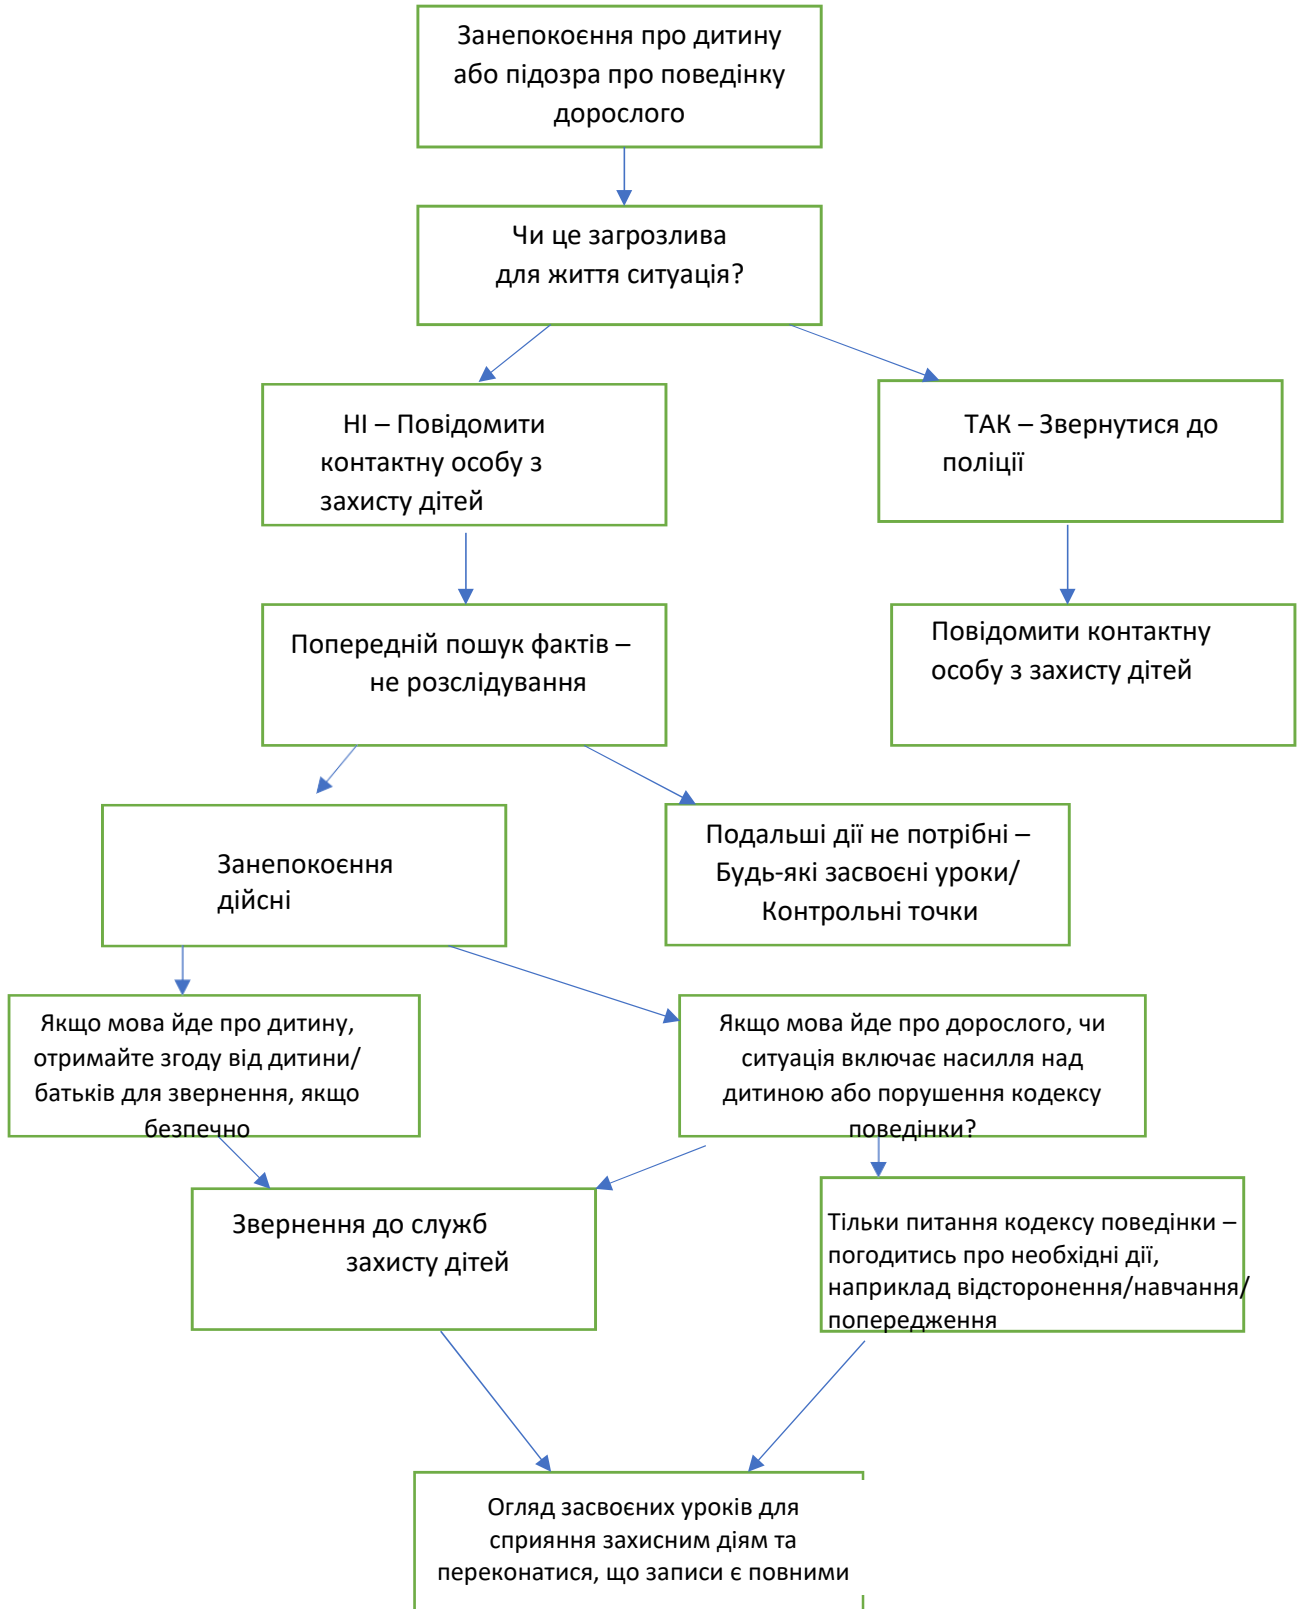 Занепокоєння про дитину
або підозра про поведінку
дорослого
Чи це загрозлива
для життя ситуація?
НІ – Повідомити
контактну особу з
захисту дітей
ТАК – Звернутися до
поліції
Попередній пошук фактів –
не розслідування
Повідомити контактну
особу з захисту дітей
Занепокоєння
дійсні
Подальші дії не потрібні –
Будь-які засвоєні уроки/
Контрольні точки
Якщо мова йде про дитину,
отримайте згоду від дитини/
батьків для звернення, якщо
безпечно
Якщо мова йде про дорослого, чи
ситуація включає насилля над
дитиною або порушення кодексу
поведінки?
Звернення до служб
захисту дітей
Тільки питання кодексу поведінки –
погодитись про необхідні дії,
наприклад відсторонення/навчання/
попередження
Огляд засвоєних уроків для
сприяння захисним діям та
переконатися, що записи є повними